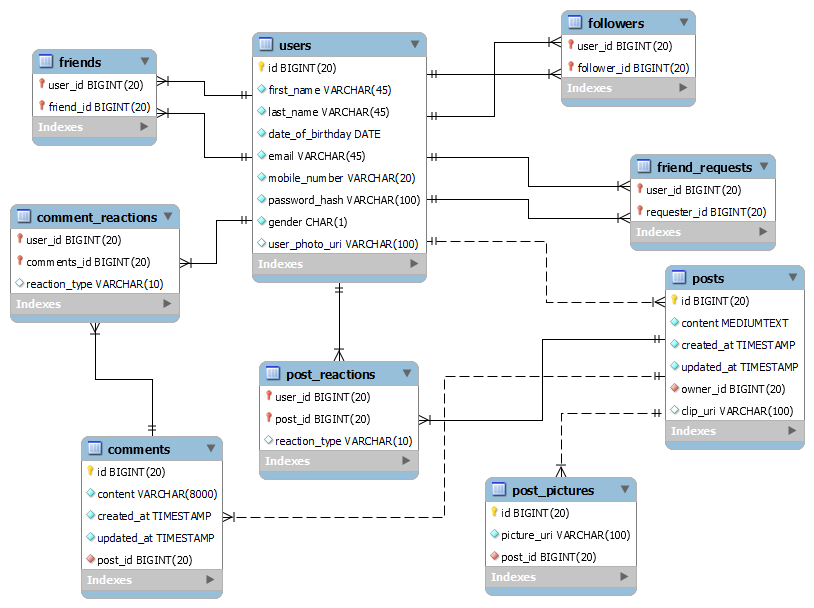 friends
user_id BIGINT(20)
friend_id BIGINT(20)
Indexes
users
id BIGINT(20)
first_name VARCHAR(45)
last_name VARCHAR(45)
date_of_birthday DATE
email VARCHAR(45)
mobile_number VARCHAR(20)
password_hash VARCHAR(100)
gender CHAR(1)
user_photo_uri VARCHAR(100)
Indexes
followers
user_id BIGINT(20)
follower_id BIGINT(20)
Indexes
friend_requests
user_id BIGINT(20)
requester_id BIGINT(20)
Indexes
comment_reactions
user_id BIGINT(20)
comments_id BIGINT(20)
reaction_type VARCHAR(10)
Indexes
posts
id BIGINT(20)
content MEDIUMTEXT
created_at TIMESTAMP
updated_at TIMESTAMP
owner_id BIGINT(20)
clip_uri VARCHAR(100)
Indexes
post_reactions
user_id BIGINT(20)
post_id BIGINT(20)
reaction_type VARCHAR(10)
Indexes
comments
id BIGINT(20)
content VARCHAR(8000)
created_at TIMESTAMP
updated_at TIMESTAMP
post_id BIGINT(20)
Indexes
post_pictures
id BIGINT(20)
picture_uri VARCHAR(100)
post_id BIGINT(20)
Indexes